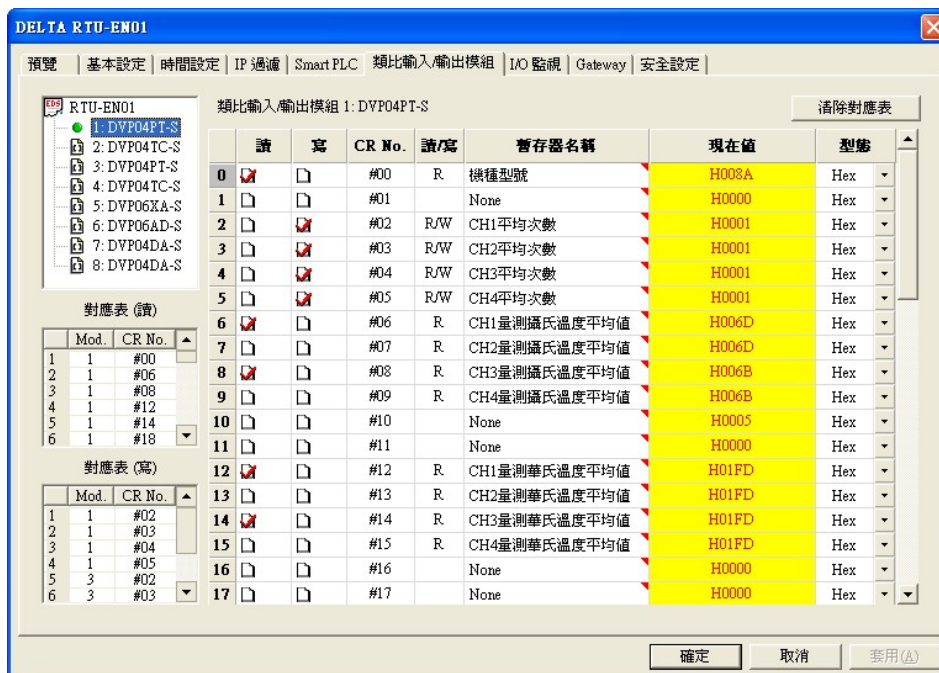 DELTA RTU-EN01
預覽 基本設定 時間設定 IP 過濾 Smart PLC 類比輸入/輸出模組 I/O 監視 Gateway 安全設定
EDS RTU-EN01
1: DVP04PT-S
2: DVP04TC-S
3: DVP04PT-S
4: DVP04TC-S
5: DVP06XA-S
6: DVP06AD-S
7: DVP04DA-S
8: DVP04DA-S
對應表 (讀)
Mod. CR No.
1 1 #00
2 1 #06
3 1 #08
4 1 #12
5 1 #14
6 1 #18
對應表 (寫)
Mod. CR No.
1 1 #02
2 1 #03
3 1 #04
4 1 #05
5 3 #02
6 3 #03
類比輸入/輸出模組 1: DVP04PT-S
清除對應表
讀 寫 CR No. 讀/寫 暫存器名稱 現在值 型態
0 #00 R 機種型號 H008A Hex
1 #01 None H0000 Hex
2 #02 R/W CH1平均次數 H0001 Hex
3 #03 R/W CH2平均次數 H0001 Hex
4 #04 R/W CH3平均次數 H0001 Hex
5 #05 R/W CH4平均次數 H0001 Hex
6 #06 R CH1量測攝氏溫度平均值 H006D Hex
7 #07 R CH2量測攝氏溫度平均值 H006D Hex
8 #08 R CH3量測攝氏溫度平均值 H006B Hex
9 #09 R CH4量測攝氏溫度平均值 H006B Hex
10 #10 None H0005 Hex
11 #11 None H0000 Hex
12 #12 R CH1量測華氏溫度平均值 H01FD Hex
13 #13 R CH2量測華氏溫度平均值 H01FD Hex
14 #14 R CH3量測華氏溫度平均值 H01FD Hex
15 #15 R CH4量測華氏溫度平均值 H01FD Hex
16 #16 None H0000 Hex
17 #17 None H0000 Hex
確定 取消 套用(A)